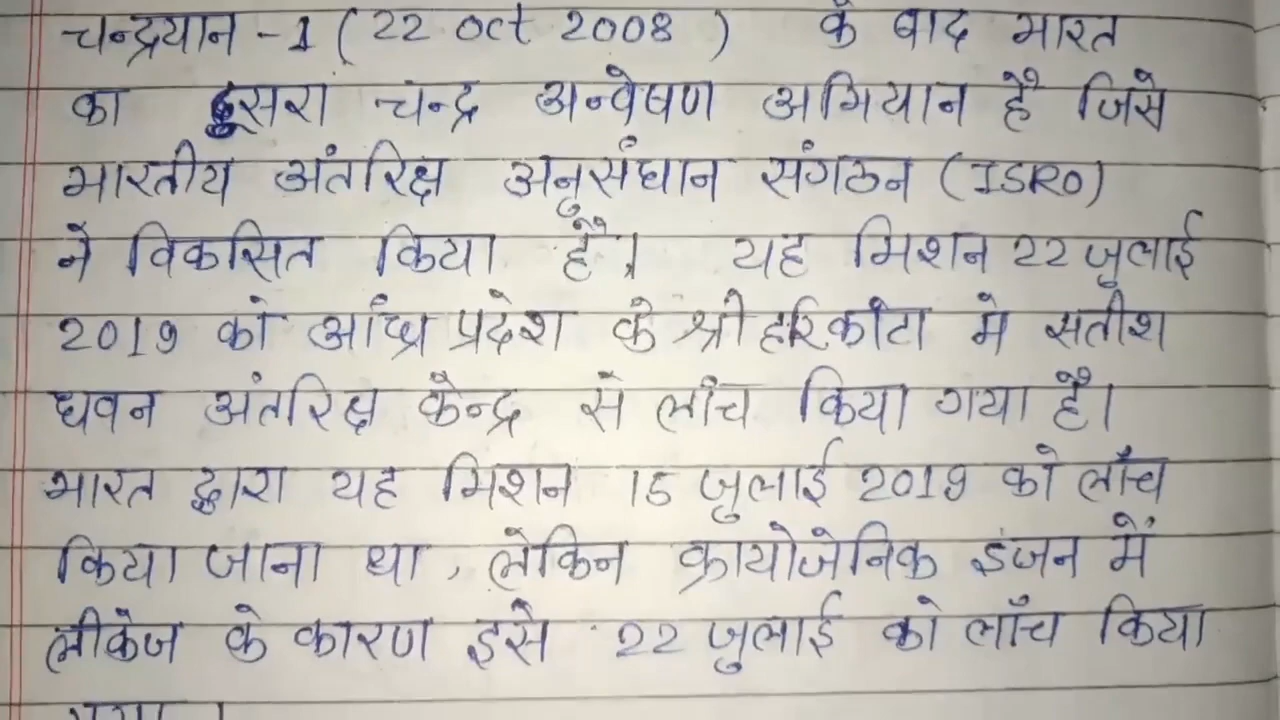 चन्द्रयान -1 ( 22 Oct 2008 ) के बाद भारत
का दुसरा चन्द्र अन्वेषण अभियान है जिसे
भारतीय अंतरिक्ष अनुसंधान संगठन (ISRO)
ने विकसित किया है। यह मिशन 22 जुलाई
2019 को आंध्र प्रदेश के श्री हरिकोटा मे सतीश
धवन अंतरिक्ष केन्द्र से लाँच किया गया है।
भारत द्वारा यह मिशन 15 जुलाई 2019 को लाँच
किया जाना था , लेकिन क्रायोजेनिक इंजन में
लीकेज के कारण इसे 22 जुलाई को लाँच किया
गया ।